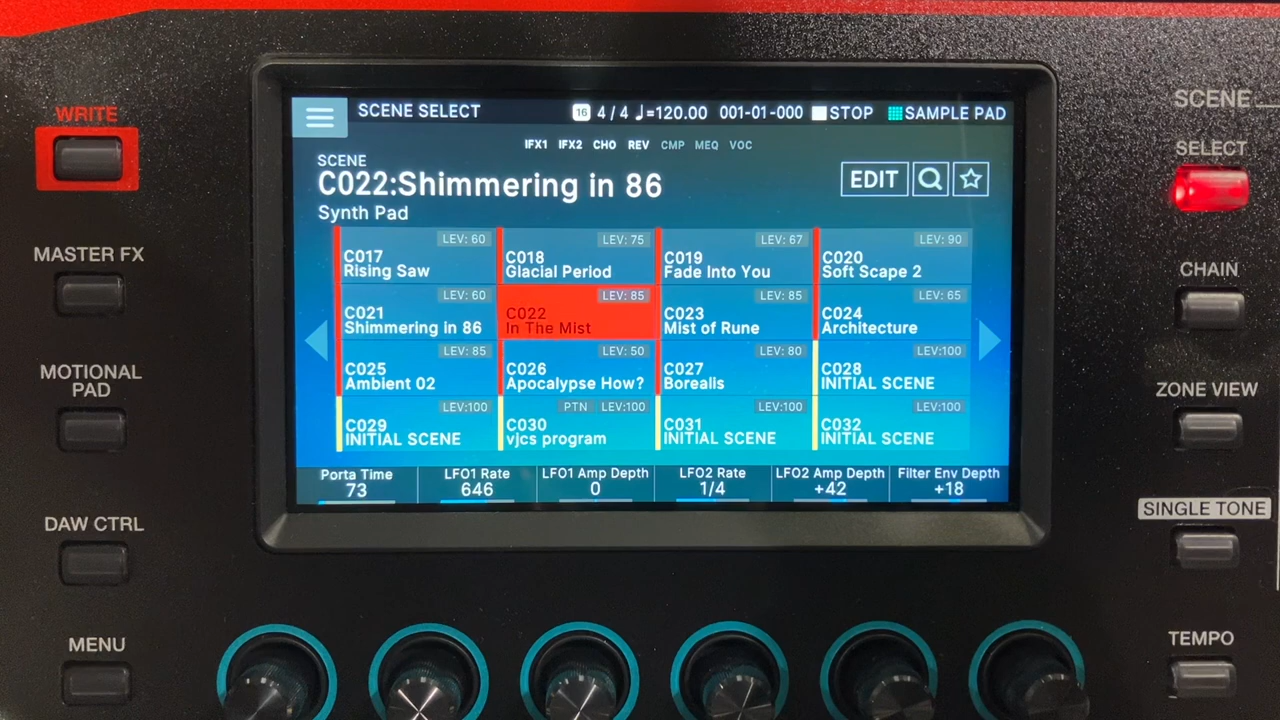 WRITE
MASTER FX
MOTIONAL
PAD
DAW CTRL
MENU
SCENE SELECT
16 4/4 ♩=120.00 001-01-000 STOP SAMPLE PAD
IFX1 IFX2 CHO REV CMP MEQ VOC
SCENE
C022:Shimmering in 86
EDIT
Synth Pad
LEV: 60
C017
Rising Saw
LEV: 75
C018
Glacial Period
LEV: 67
C019
Fade Into You
LEV: 90
C020
Soft Scape 2
LEV: 60
C021
Shimmering in 86
LEV: 85
C022
In The Mist
LEV: 85
C023
Mist of Rune
LEV: 65
C024
Architecture
LEV: 85
C025
Ambient 02
LEV: 50
C026
Apocalypse How?
LEV: 80
C027
Borealis
LEV:100
C028
INITIAL SCENE
LEV:100
C029
INITIAL SCENE
PTN LEV:100
C030
vjcs program
LEV:100
C031
INITIAL SCENE
LEV:100
C032
INITIAL SCENE
Porta Time
73
LFO1 Rate
646
LFO1 Amp Depth
0
LFO2 Rate
1/4
LFO2 Amp Depth
+42
Filter Env Depth
+18
SCENE
SELECT
CHAIN
ZONE VIEW
SINGLE TONE
TEMPO